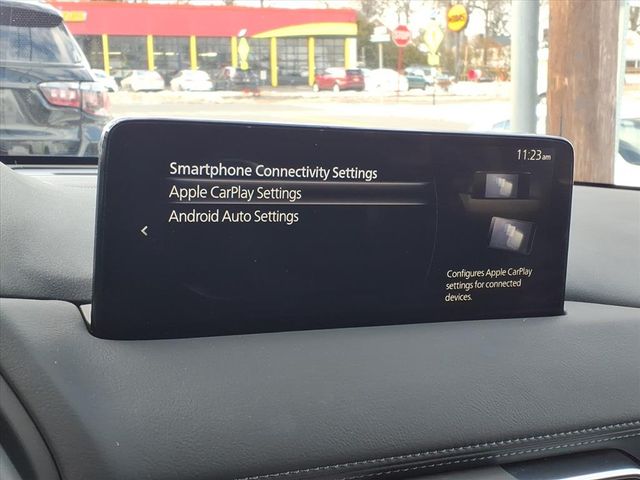 11:23am
Smartphone Connectivity Settings
Apple CarPlay Settings
Android Auto Settings
Configures Apple CarPlay
settings for connected
devices.